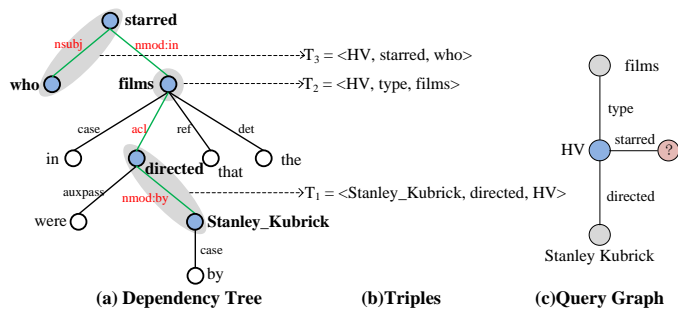 starred
nsubj
nmod:in
T3 = <HV, starred, who>
who
films
T2 = <HV, type, films>
films
type
case
acl
ref
det
HV
starred
?
in
directed
that
the
auxpass
nmod:by
T1 = <Stanley_Kubrick, directed, HV>
directed
were
Stanley_Kubrick
case
Stanley Kubrick
by
(a) Dependency Tree
(b)Triples
(c)Query Graph